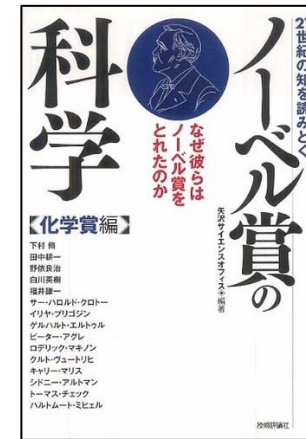 21世紀の知を読みとく
ノーベル賞の
科学
なぜ彼らは
ノーベル賞を
とれたのか
矢沢サイエンスオフィス・編著
【化学賞編】
下村 脩
田中耕一
野依良治
白川英樹
福井謙一
サー・ハロルド・クロトー
イリヤ・プリゴジン
ゲルハルト・エルトゥル
ピーター・アグレ
ロデリック・マキノン
クルト・ヴュートリヒ
キャリー・マリス
シドニー・アルトマン
トーマス・チェック
ハルトムート・ミヒェル
技術評論社